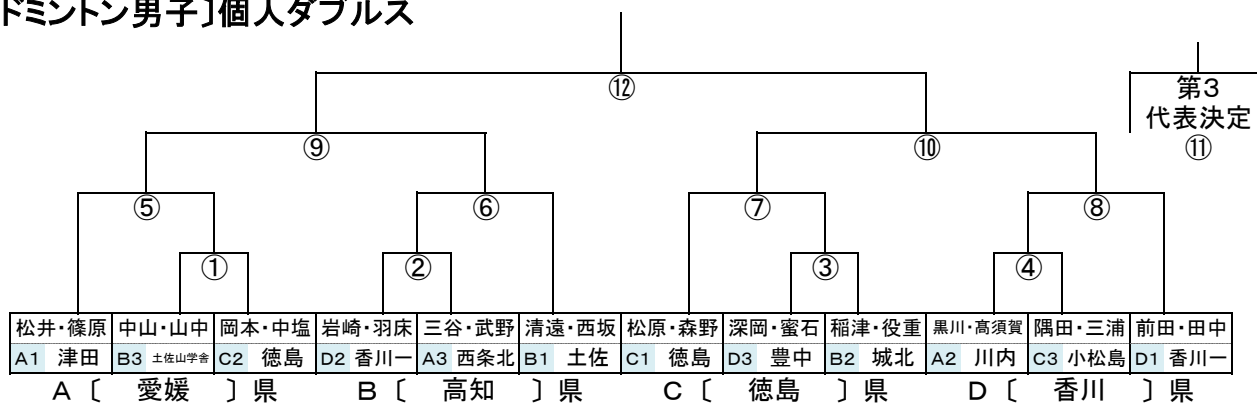 ドミントン男子〕個人ダブルス
⑫
第3
代表決定
⑨ ⑩ ⑪
⑤ ⑥ ⑦ ⑧
① ② ③ ④
松井・篠原 中山・山中 岡本・中塩 岩崎・羽床 三谷・武野 清遠・西坂 松原・森野 深岡・蜜石 稲津・役重 黒川・髙須賀 隅田・三浦 前田・田中
A1 津田 B3 土佐山学舎 C2 徳島 D2 香川一 A3 西条北 B1 土佐 C1 徳島 D3 豊中 B2 城北 A2 川内 C3 小松島 D1 香川一
A 〔 愛媛 〕県 B 〔 高知 〕県 C 〔 徳島 〕県 D 〔 香川 〕県